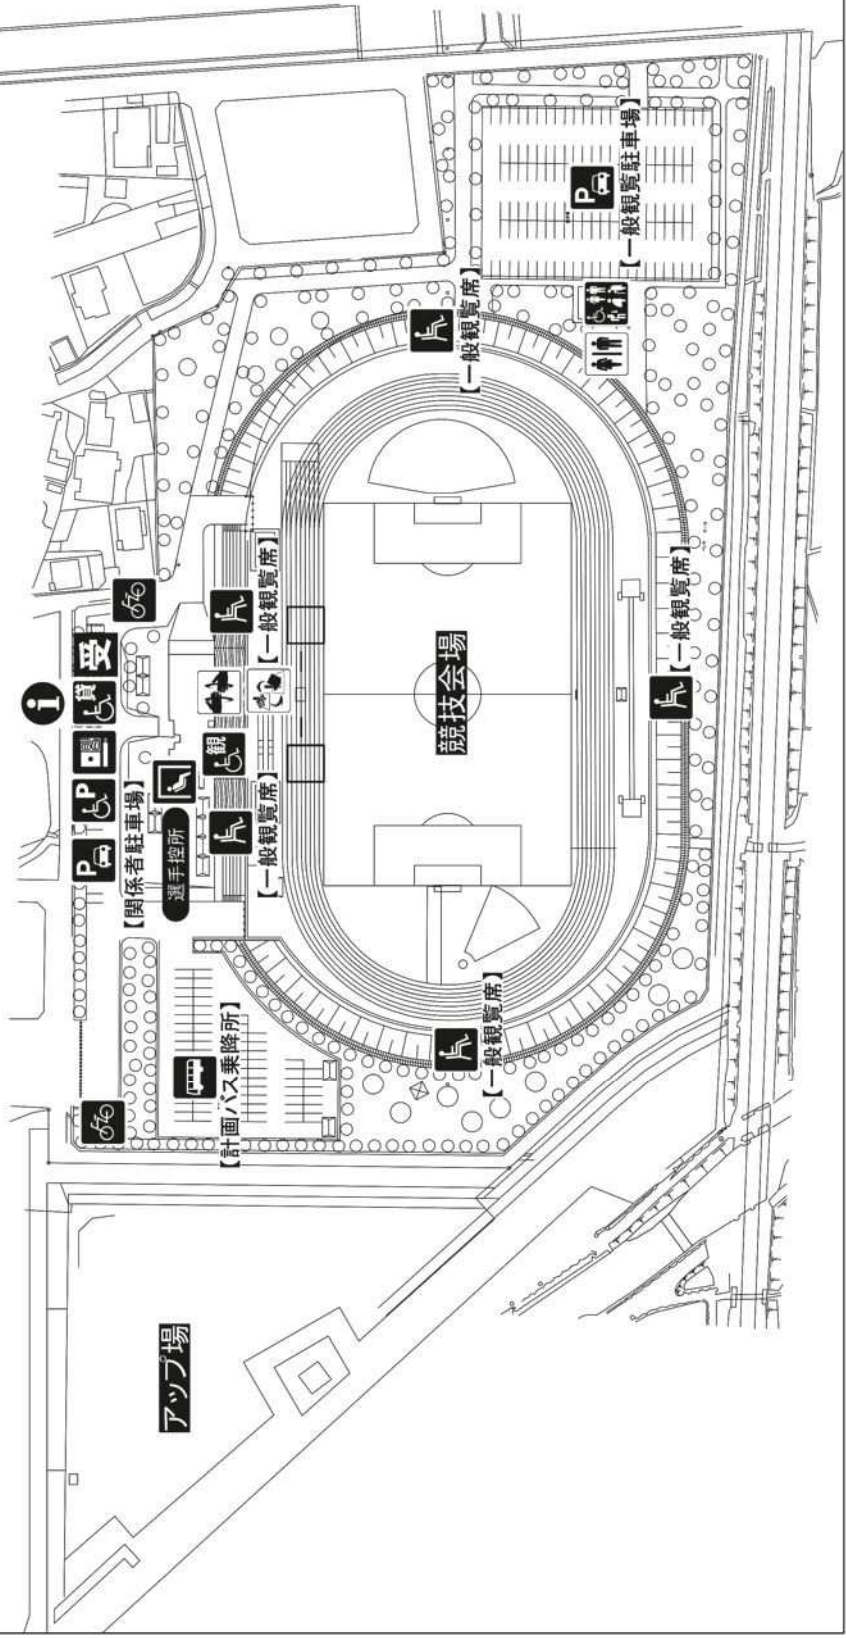 アップ場
【計画バス乗降所】
【関係者駐車場】
選手控所
P
P
貸
受
i
観
【一般観覧席】
【一般観覧席】
競技会場
【一般観覧席】
【一般観覧席】
【一般観覧席】
P
【一般観覧駐車場】